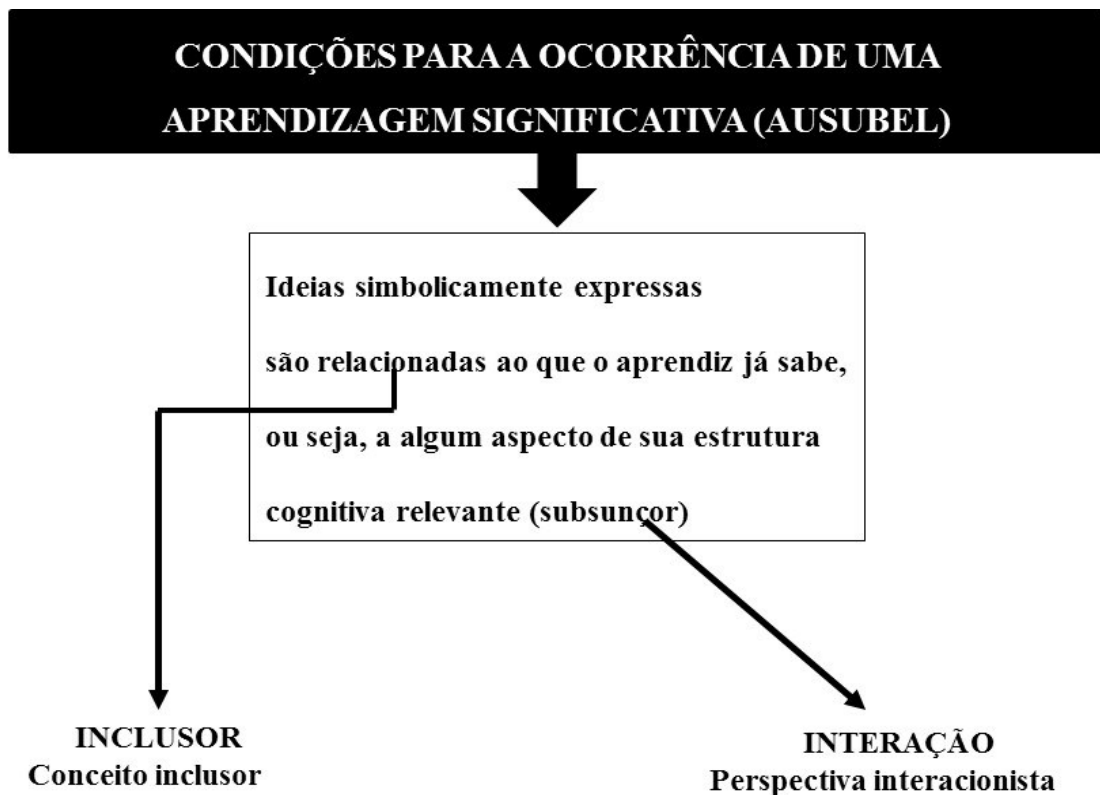 CONDIÇÕES PARA A OCORRÊNCIA DE UMA
APRENDIZAGEM SIGNIFICATIVA (AUSUBEL)
Ideias simbolicamente expressas
são relacionadas ao que o aprendiz já sabe,
ou seja, a algum aspecto de sua estrutura
cognitiva relevante (subsunçor)
INCLUSOR
Conceito inclusor
INTERAÇÃO
Perspectiva interacionista